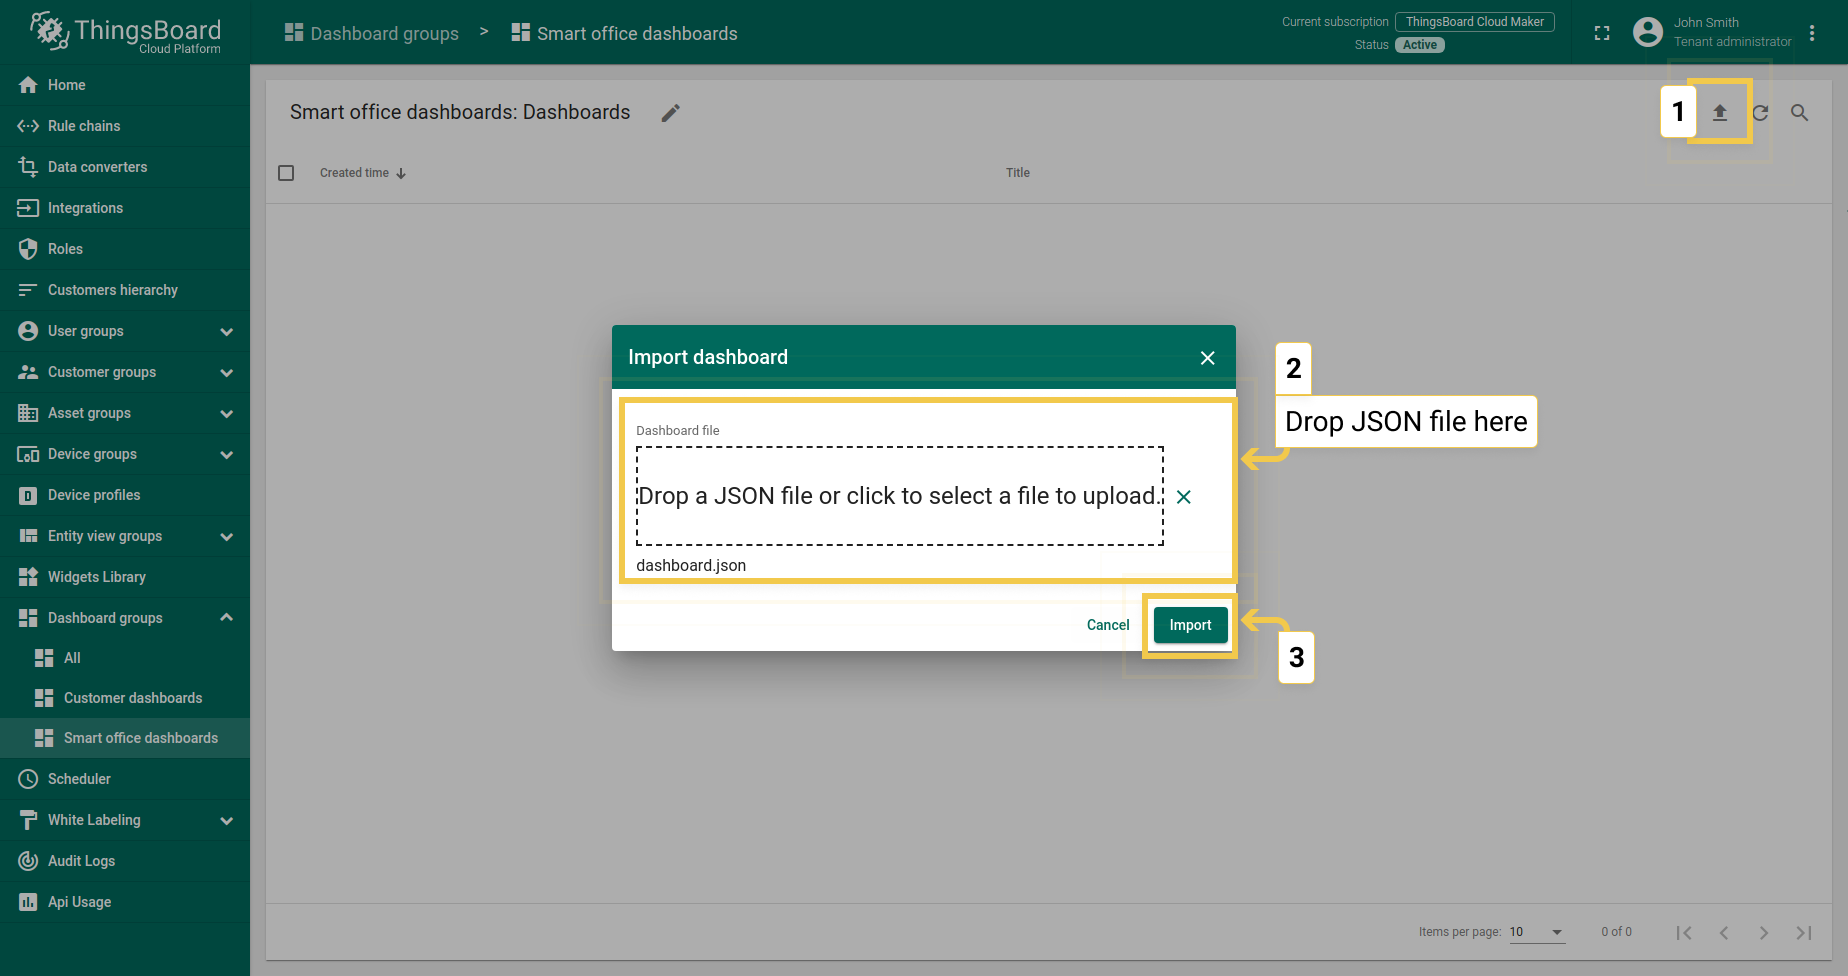 ThingsBoard
Cloud Platform
Dashboard groups > Smart office dashboards
Current subscription ThingsBoard Cloud Maker
Status Active
John Smith
Tenant administrator
Home
Rule chains
Data converters
Integrations
Roles
Customers hierarchy
User groups
Customer groups
Asset groups
Device groups
Device profiles
Entity view groups
Widgets Library
Dashboard groups
All
Customer dashboards
Smart office dashboards
Scheduler
White Labeling
Audit Logs
Api Usage
Smart office dashboards: Dashboards
1
Created time
Title
Import dashboard
2
Drop JSON file here
Dashboard file
Drop a JSON file or click to select a file to upload.
dashboard.json
Cancel
Import
3
Items per page: 10
0 of 0